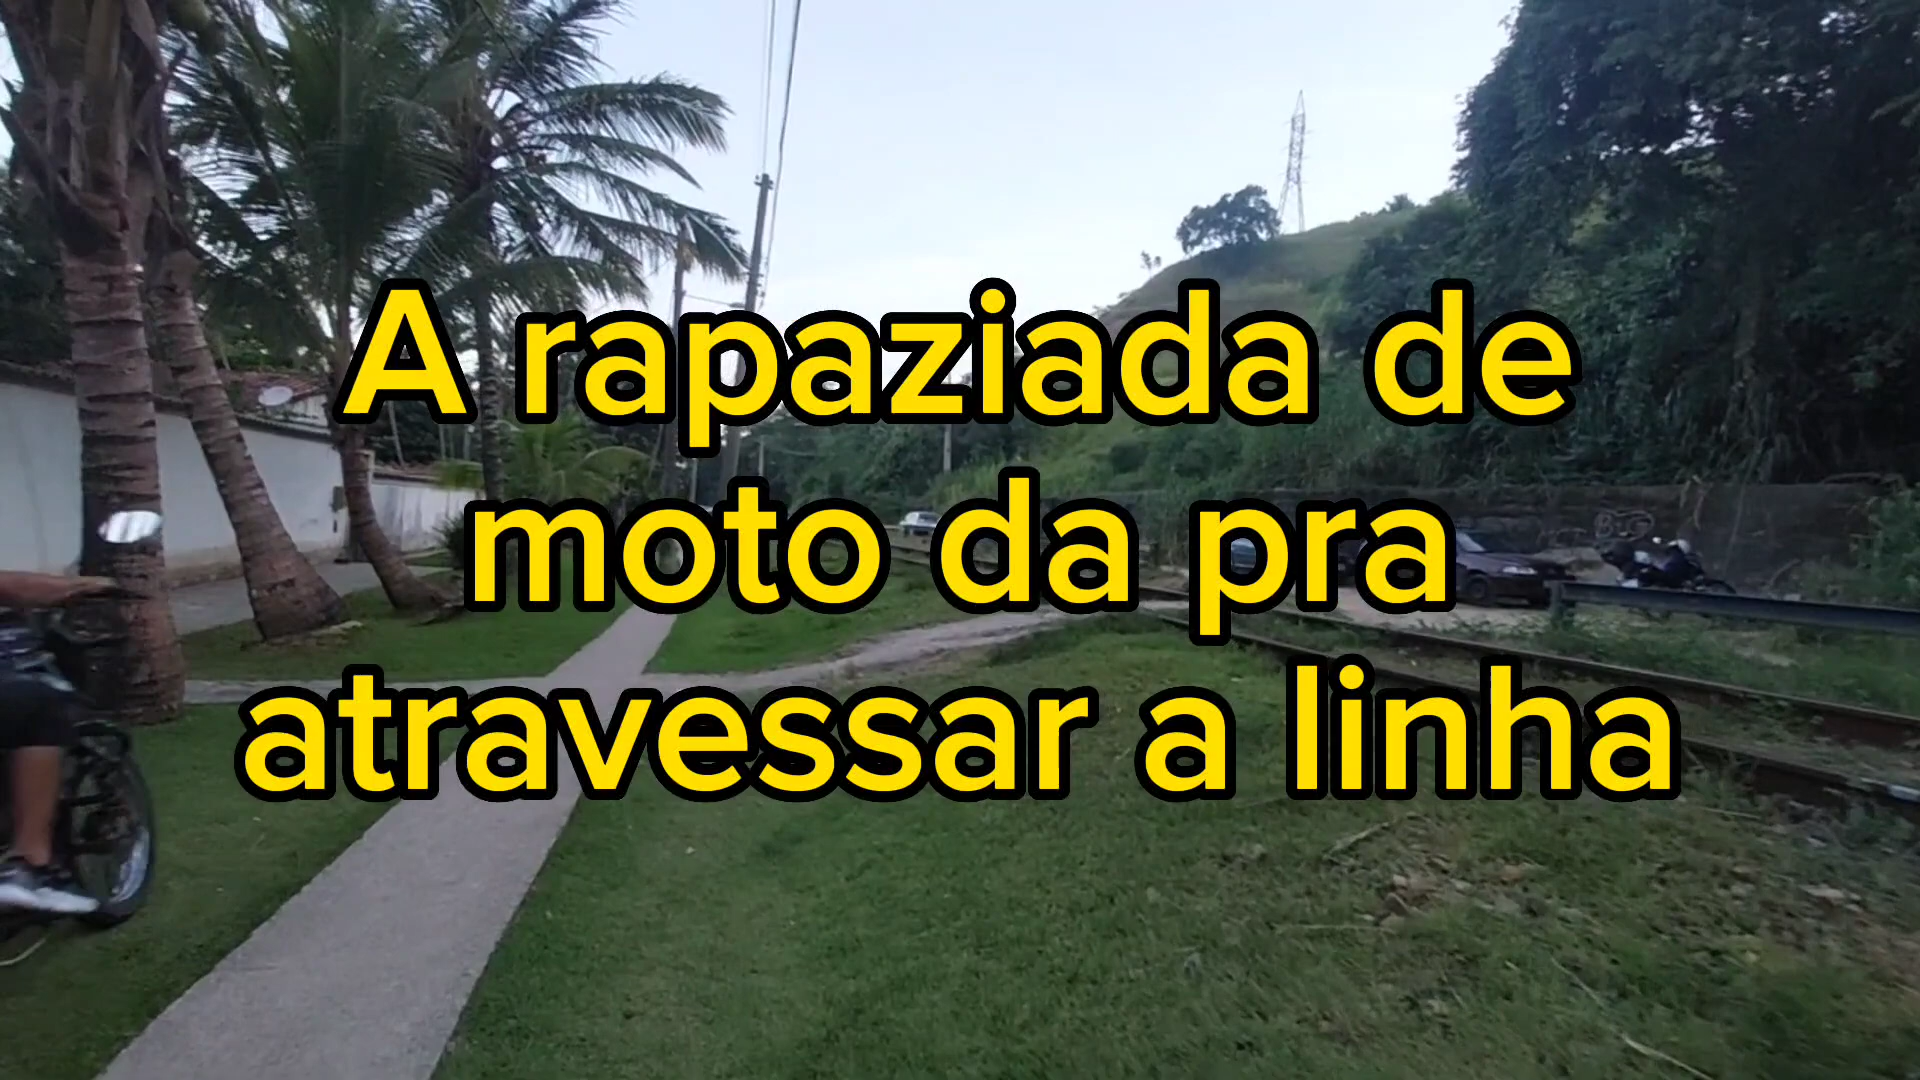 A rapaziada de
moto da pra
atravessar a linha